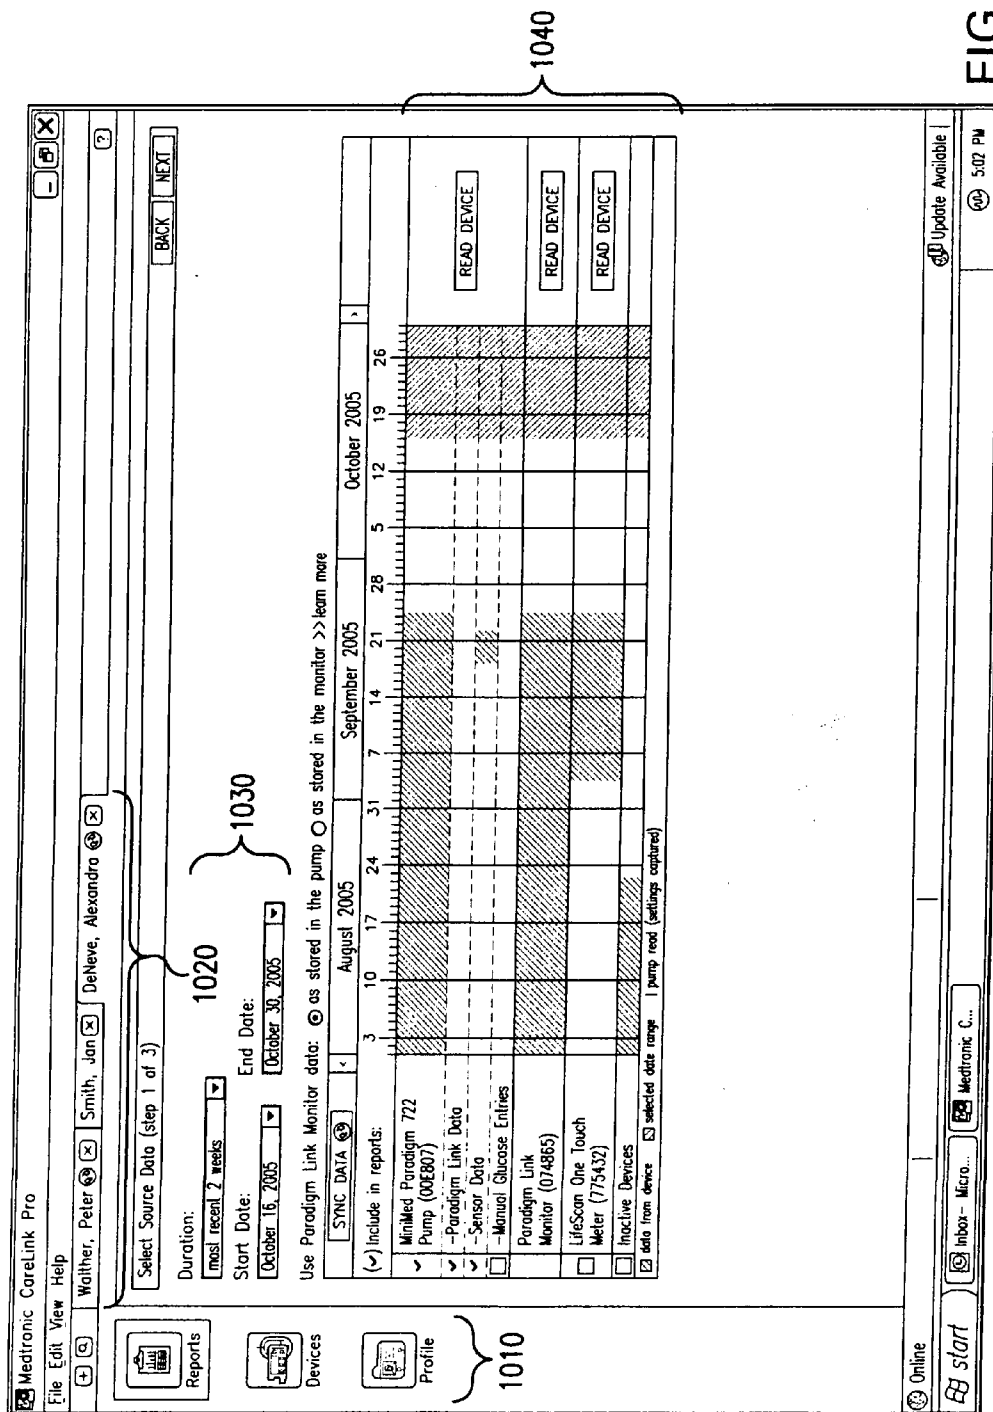 Medtronic CareLink Pro
File Edit View Help
Walther, Peter
Smith, Jan
DeNeve, Alexandra
?
1020
Select Source Data (step 1 of 3)
BACK
NEXT
Reports
Devices
Profile
1010
Duration:
most recent 2 weeks
Start Date:
End Date:
October 16, 2005
October 30, 2005
1030
Use Paradigm Link Monitor data: as stored in the pump as stored in the monitor >>learn more
SYNC DATA
<
August 2005
September 2005
October 2005
>
(✓) Include in reports:
3 10 17 24 31 7 14 21 28 5 12 19 26
MiniMed Paradigm 722
Pump (00E807)
READ DEVICE
-Paradigm Link Data
-Sensor Data
-Manual Glucose Entries
Paradigm Link
Monitor (074865)
READ DEVICE
LifeScan One Touch
Meter (775432)
READ DEVICE
Inactive Devices
data from device selected date range | pump read (settings captured)
1040
Online
Update Available
start
Inbox- Micro...
Medtronic C...
5:02 PM
FIG